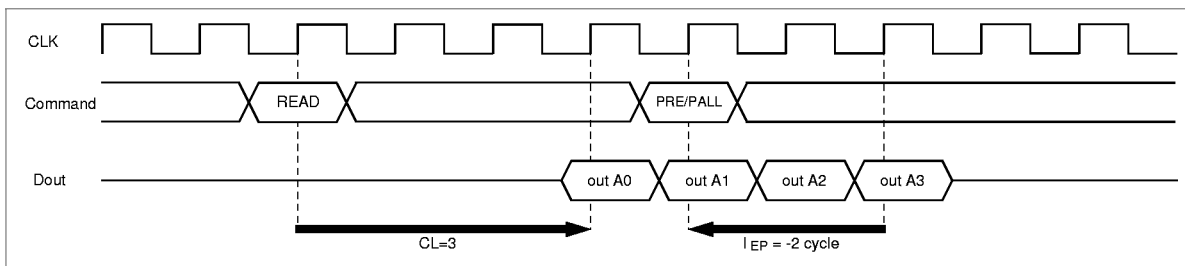 CLK
Command READ PRE/PALL
Dout out A0 out A1 out A2 out A3
CL=3 l EP = -2 cycle